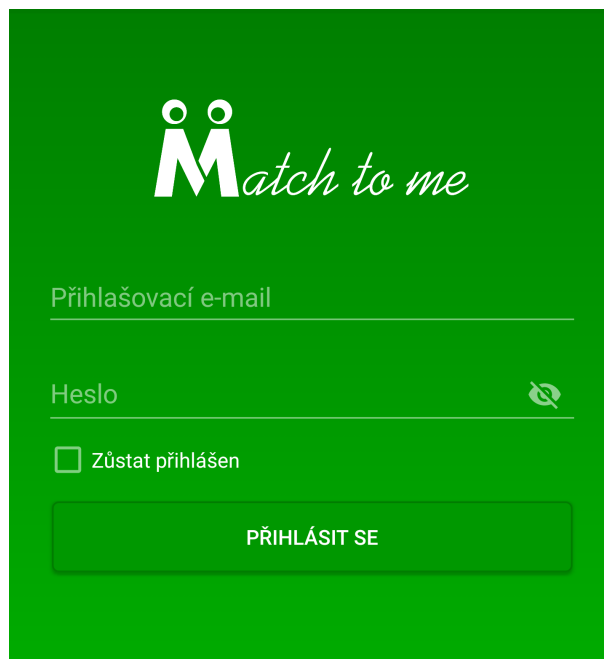 Match to me
Přihlašovací e-mail
Heslo
Zůstat přihlášen
PŘIHLÁSIT SE